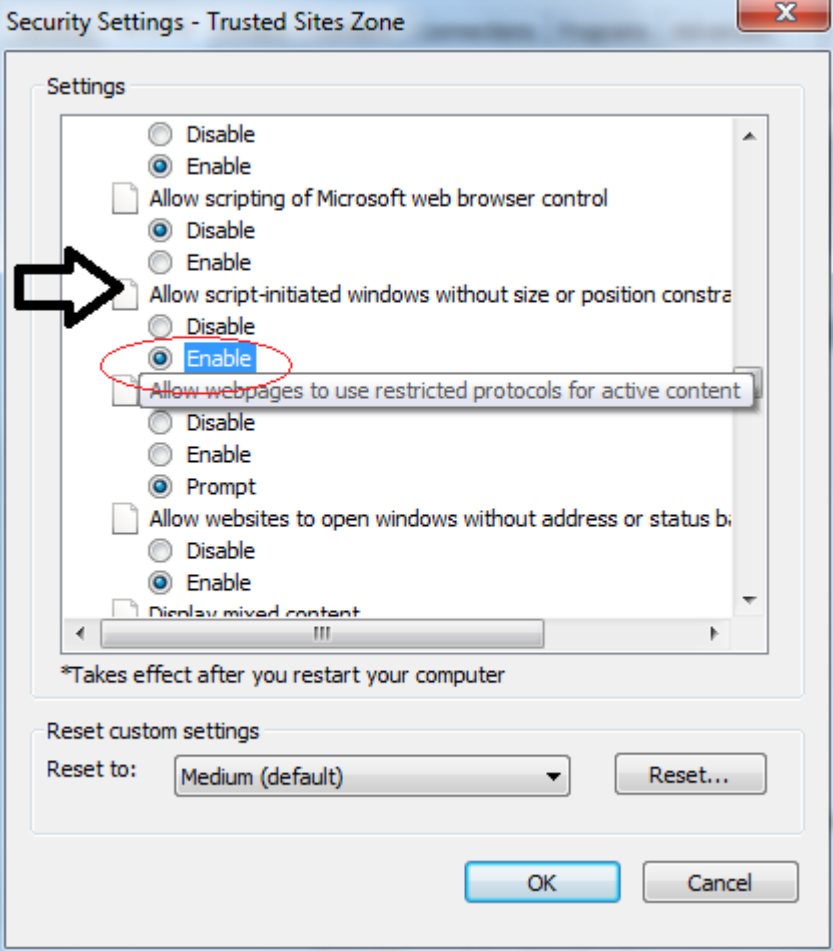 Security Settings - Trusted Sites Zone
Settings
Disable
Enable
Allow scripting of Microsoft web browser control
Disable
Enable
Allow script-initiated windows without size or position constra
Disable
Enable
Allow webpages to use restricted protocols for active content
Disable
Enable
Prompt
Allow websites to open windows without address or status ba
Disable
Enable
Display mixed content
*Takes effect after you restart your computer
Reset custom settings
Reset to:
Medium (default)
Reset...
OK
Cancel